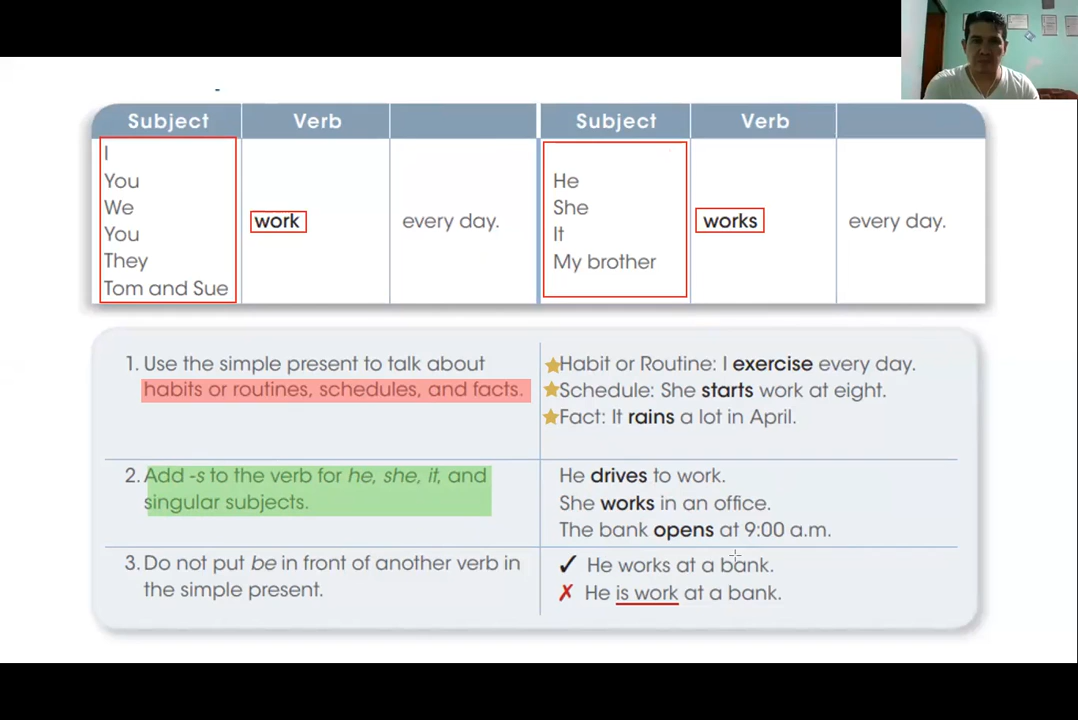 Subject Verb Subject Verb
I
You
We
You
They
Tom and Sue
work
every day.
He
She
It
My brother
works
every day.
1. Use the simple present to talk about
habits or routines, schedules, and facts.
Habit or Routine: I exercise every day.
Schedule: She starts work at eight.
Fact: It rains a lot in April.
2. Add -s to the verb for he, she, it, and
singular subjects.
He drives to work.
She works in an office.
The bank opens at 9:00 a.m.
3. Do not put be in front of another verb in
the simple present.
✓ He works at a bank.
✗ He is work at a bank.